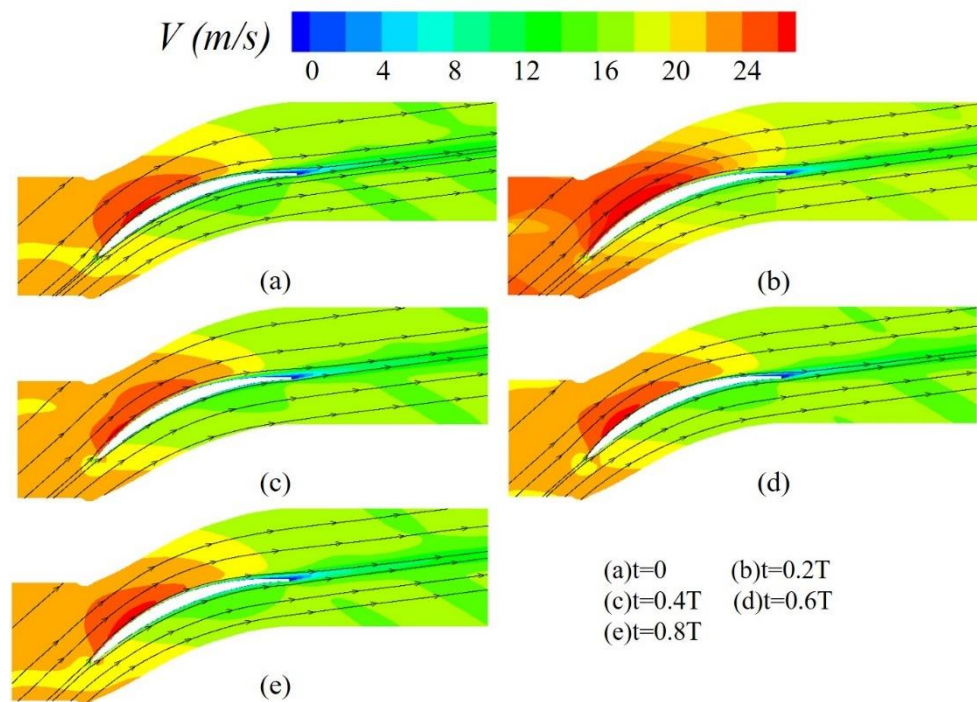 V (m/s)
0 4 8 12 16 20 24
(a) (b)
(c) (d)
(e)
(a)t=0 (b)t=0.2T
(c)t=0.4T (d)t=0.6T
(e)t=0.8T